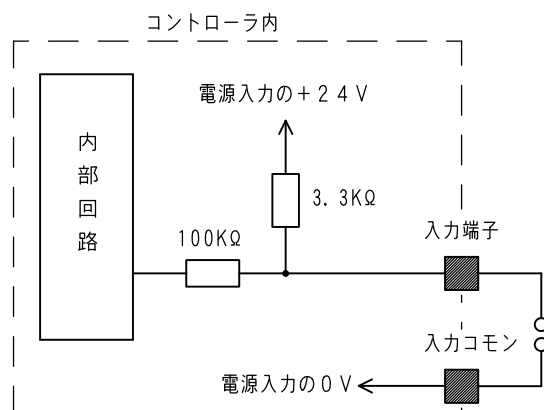 コントローラ内
電源入力の＋２４Ｖ
内部回路
3.3KΩ
100KΩ
入力端子
入力コモン
電源入力の０Ｖ